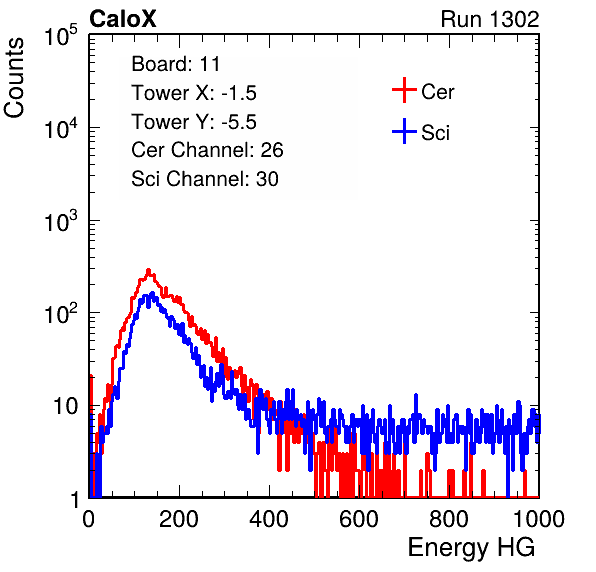 CaloX Run 1302
Counts
10^5
10^4
10^3
10^2
10
1
Board: 11
Tower X: -1.5
Tower Y: -5.5
Cer Channel: 26
Sci Channel: 30
Cer
Sci
0 200 400 600 800 1000
Energy HG